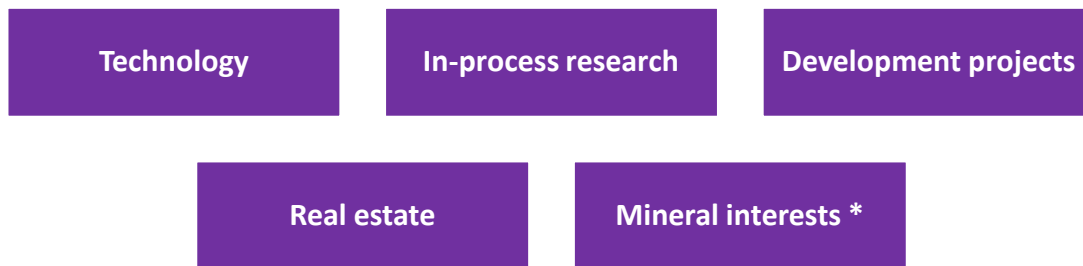 Technology
In-process research
Development projects
Real estate
Mineral interests *